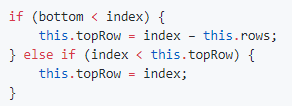 if (bottom < index) {
    this.topRow = index - this.rows;
} else if (index < this.topRow) {
    this.topRow = index;
}